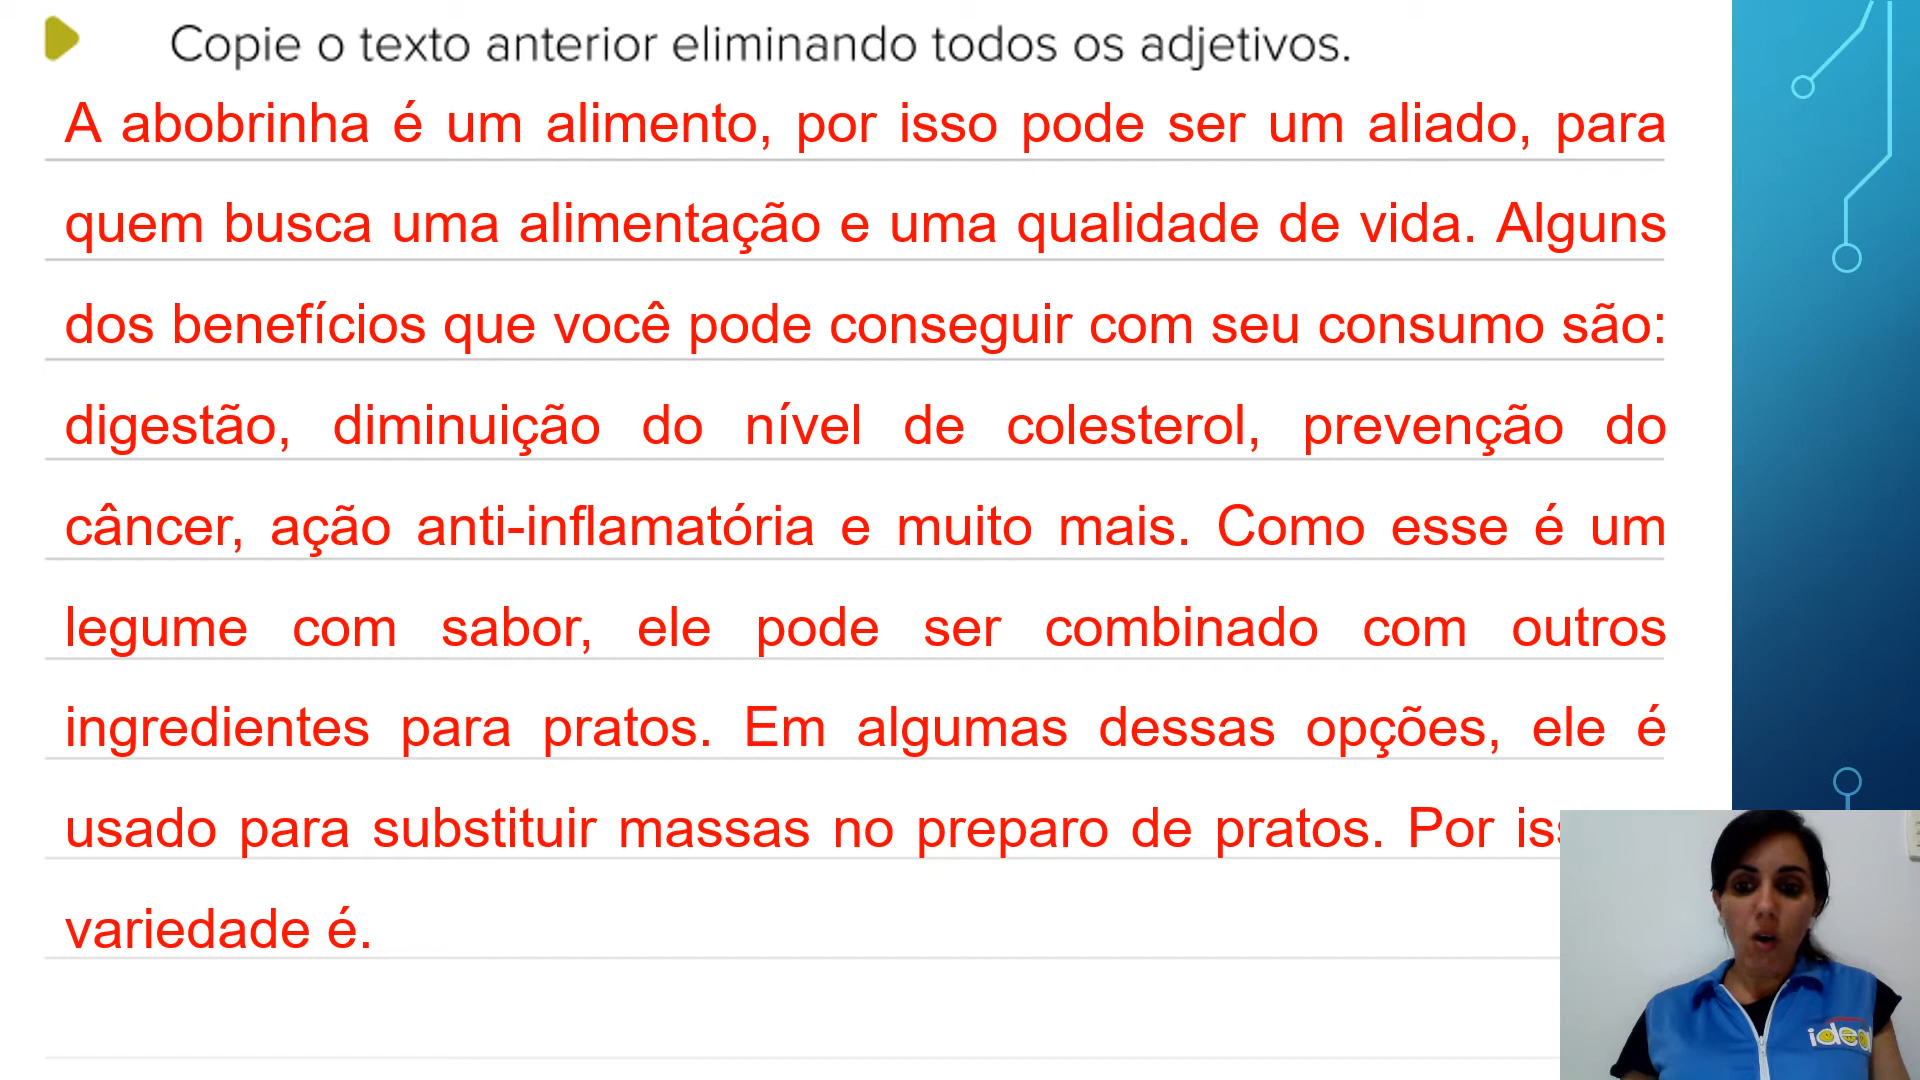 Copie o texto anterior eliminando todos os adjetivos.
A abobrinha é um alimento, por isso pode ser um aliado, para
quem busca uma alimentação e uma qualidade de vida. Alguns
dos benefícios que você pode conseguir com seu consumo são:
digestão, diminuição do nível de colesterol, prevenção do
câncer, ação anti-inflamatória e muito mais. Como esse é um
legume com sabor, ele pode ser combinado com outros
ingredientes para pratos. Em algumas dessas opções, ele é
usado para substituir massas no preparo de pratos. Por
variedade é.
ideal